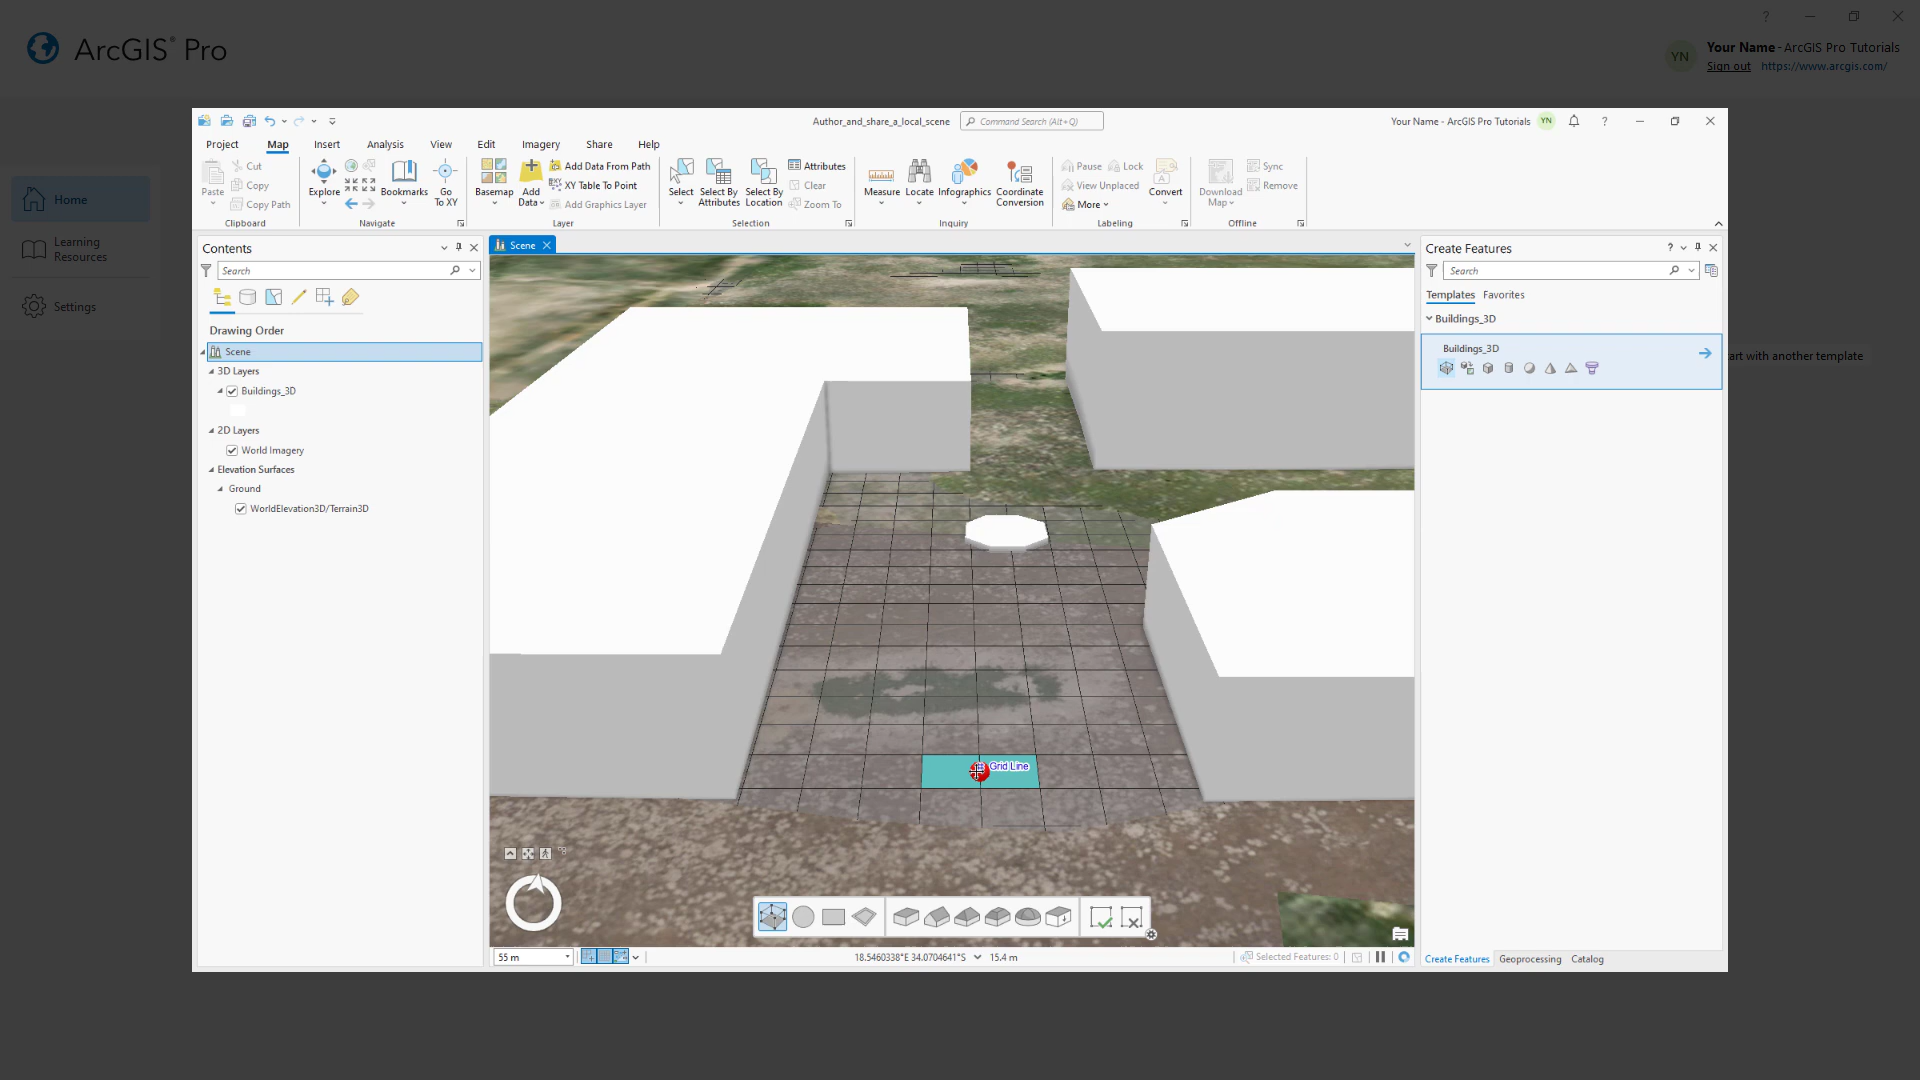 ArcGIS® Pro
YN
Your Name - ArcGIS Pro Tutorials
Sign out https://www.arcgis.com/
Home
Learning
Resources
Settings
art with another template
Author_and_share_a_local_scene
Command Search (Alt+Q)
Your Name - ArcGIS Pro Tutorials
YN
Project
Map
Insert
Analysis
View
Edit
Imagery
Share
Help
Paste
Cut
Copy
Copy Path
Clipboard
Explore
Bookmarks
Go
To XY
Navigate
Basemap
Add
Data
Add Data From Path
XY Table To Point
Add Graphics Layer
Layer
Select
Select By
Attributes
Select By
Location
Attributes
Clear
Zoom To
Selection
Measure
Locate
Infographics
Coordinate
Conversion
Inquiry
Pause
Lock
View Unplaced
More
Convert
Labeling
Download
Map
Sync
Remove
Offline
Contents
Search
Drawing Order
Scene
3D Layers
Buildings_3D
2D Layers
World Imagery
Elevation Surfaces
Ground
WorldElevation3D/Terrain3D
Scene
Grid Line
55 m
18.5460338°E 34.0704641°S
15.4 m
Selected Features: 0
Create Features
Search
Templates
Favorites
Buildings_3D
Buildings_3D
Create Features
Geoprocessing
Catalog